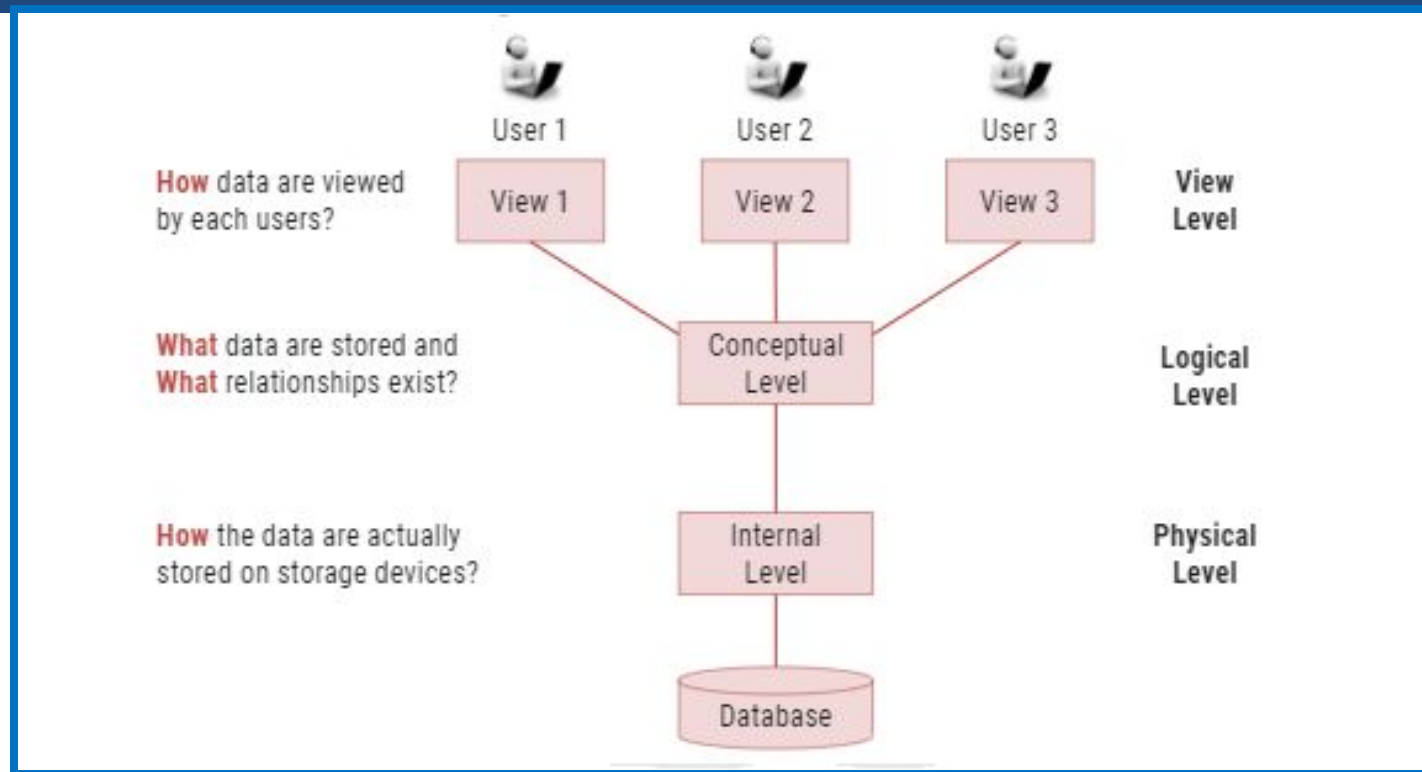 User 1
User 2
User 3
How data are viewed
by each users?
View 1
View 2
View 3
View
Level
What data are stored and
What relationships exist?
Conceptual
Level
Logical
Level
How the data are actually
stored on storage devices?
Internal
Level
Physical
Level
Database